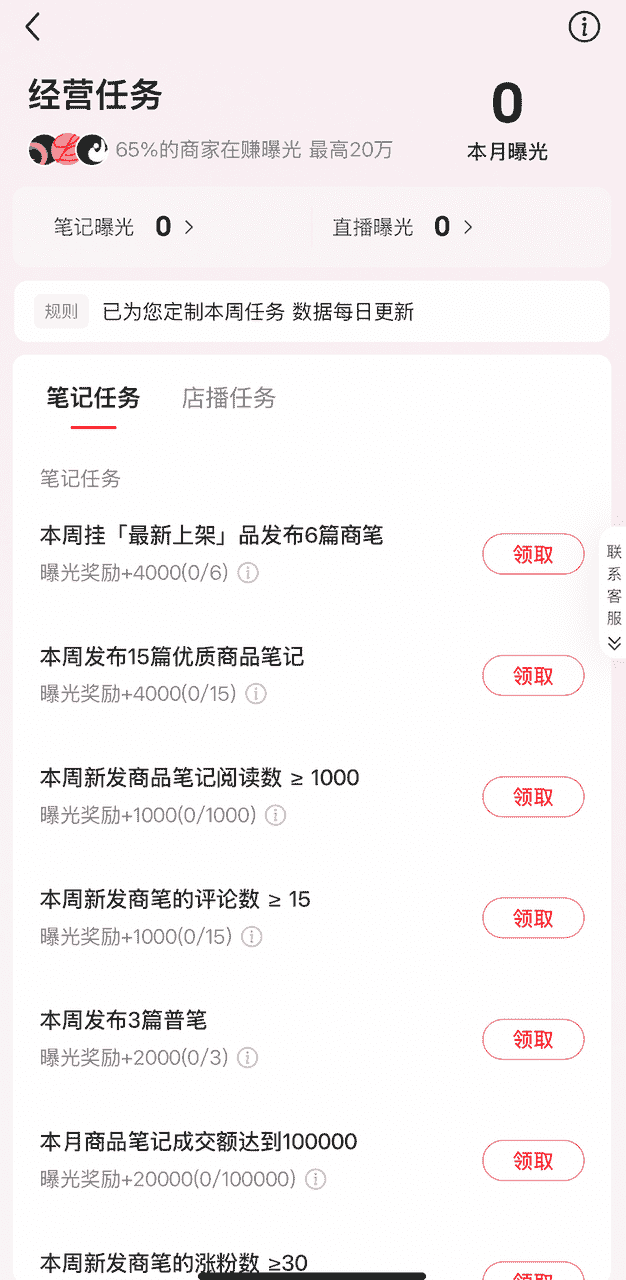 经营任务
0
65%的商家在赚曝光 最高20万
本月曝光
笔记曝光 0
直播曝光 0
规则 已为您定制本周任务 数据每日更新
笔记任务 店播任务
笔记任务
本周挂「最新上架」品发布6篇商笔
曝光奖励+4000(0/6)
领取
联系客服
本周发布15篇优质商品笔记
曝光奖励+4000(0/15)
领取
本周新发商品笔记阅读数 ≥ 1000
曝光奖励+1000(0/1000)
领取
本周新发商笔的评论数 ≥ 15
曝光奖励+1000(0/15)
领取
本周发布3篇普笔
曝光奖励+2000(0/3)
领取
本月商品笔记成交额达到100000
曝光奖励+20000(0/100000)
领取
本周新发商笔的涨粉数 ≥30
领取